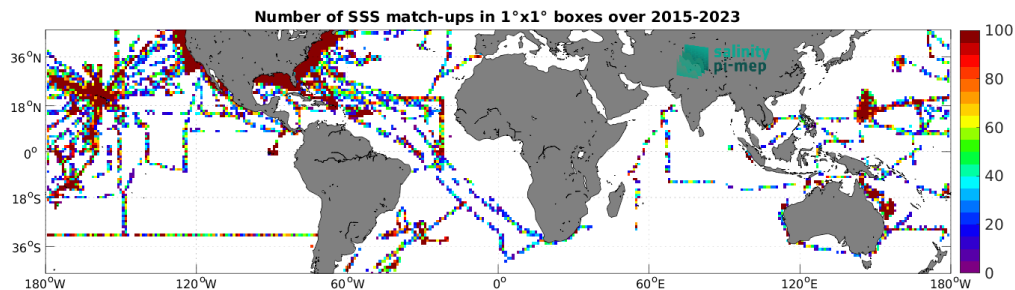 Number of SSS match-ups in 1°x1° boxes over 2015-2023
salinity
pi-mep
36°N
18°N
0°
18°S
36°S
180°W
120°W
60°W
0°
60°E
120°E
180°W
100
80
60
40
20
0